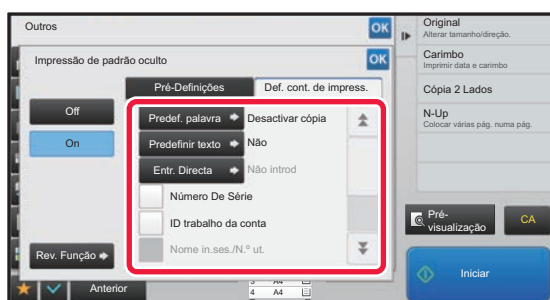 Outros
OK
Impressão de padrão oculto
OK
Pré-Definições
Def. cont. de impress.
Off
On
Predef. palavra
Desactivar cópia
Predefinir texto
Não
Entr. Directa
Não introd
Número De Série
ID trabalho da conta
Nome in.ses./N.º ut.
Rev. Função
Anterior
3 A4
4 A4
Original
Alterar tamanho/direção.
Carimbo
Imprimir data e carimbo
Cópia 2 Lados
N-Up
Colocar várias pág. numa pág.
Pré-
visualização
CA
Iniciar